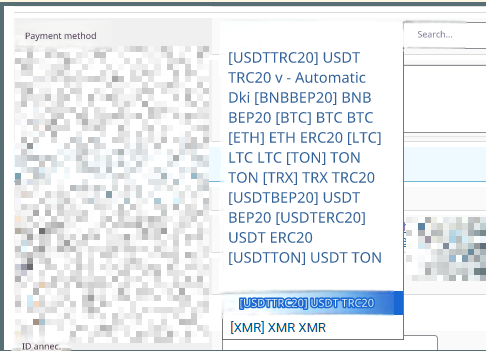 Payment method
Search...
[USDTTRC20] USDT
TRC20 v - Automatic
Dki [BNBBEP20] BNB
BEP20 [BTC] BTC BTC
[ETH] ETH ERC20 [LTC]
LTC LTC [TON] TON
TON [TRX] TRX TRC20
[USDTBEP20] USDT
BEP20 [USDTERC20]
USDT ERC20
[USDTTON] USDT TON
[USDTTRC20] USDT TRC20
[XMR] XMR XMR
ID annec.